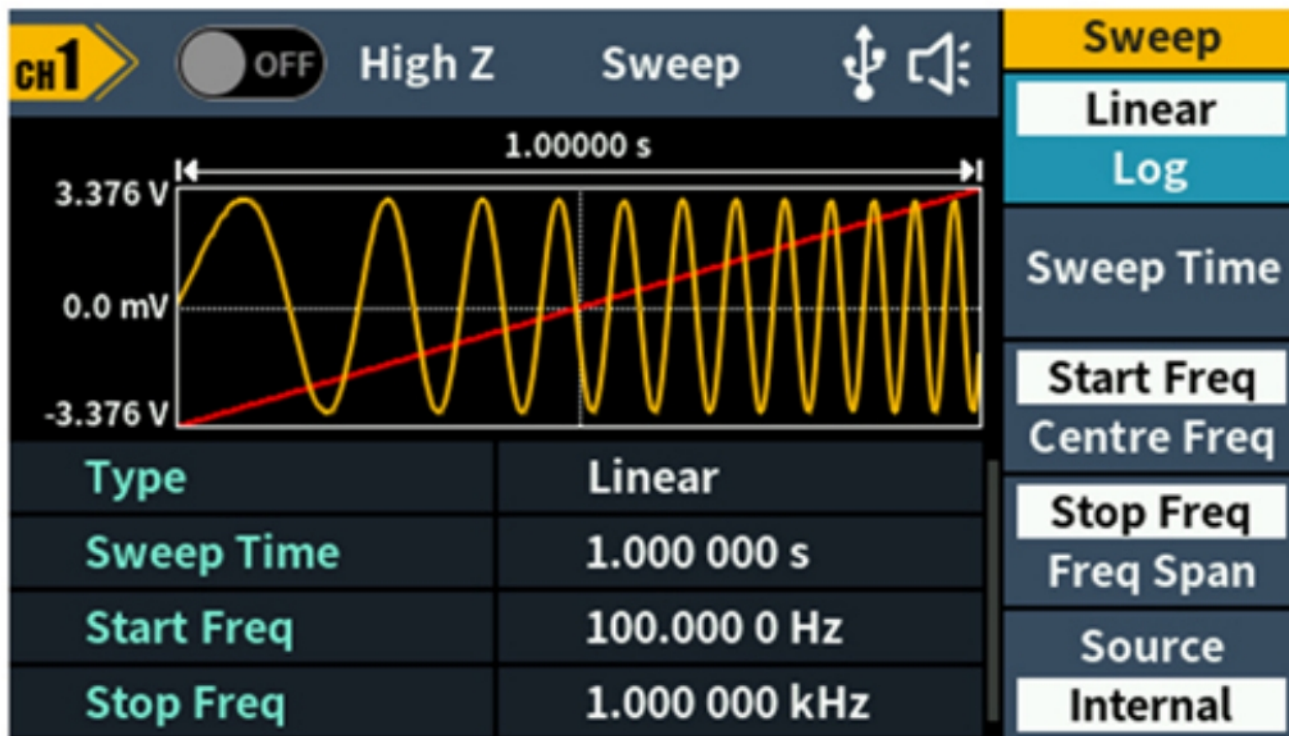 CH1 OFF High Z Sweep
1.00000 s
3.376 V
0.0 mV
-3.376 V
Type Linear
Sweep Time 1.000 000 s
Start Freq 100.000 0 Hz
Stop Freq 1.000 000 kHz
Sweep
Linear
Log
Sweep Time
Start Freq
Centre Freq
Stop Freq
Freq Span
Source
Internal